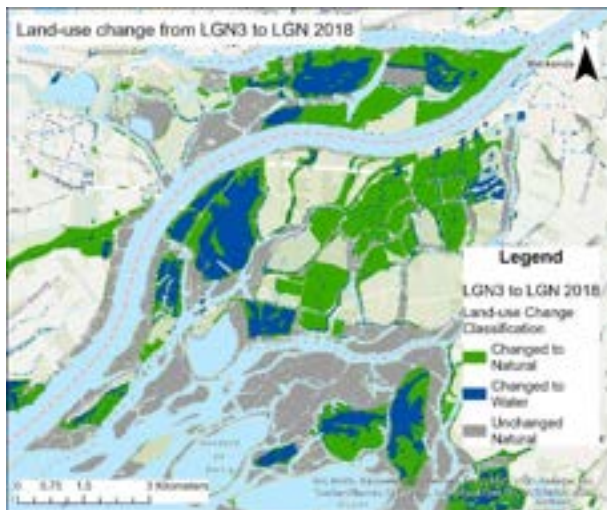 Land-use change from LGN3 to LGN 2018
N
Legend
LGN3 to LGN 2018
Land-use Change
Classification
Changed to
Natural
Changed to
Water
Unchanged
Natural
0 0.75 1.5 3 Kilometers